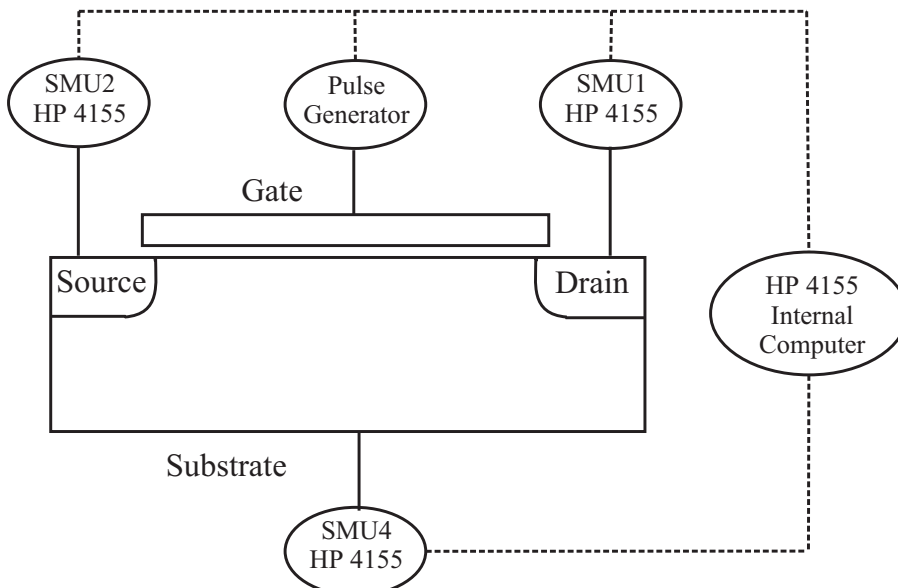 SMU2
HP 4155
Pulse
Generator
SMU1
HP 4155
Gate
Source
Drain
HP 4155
Internal
Computer
Substrate
SMU4
HP 4155